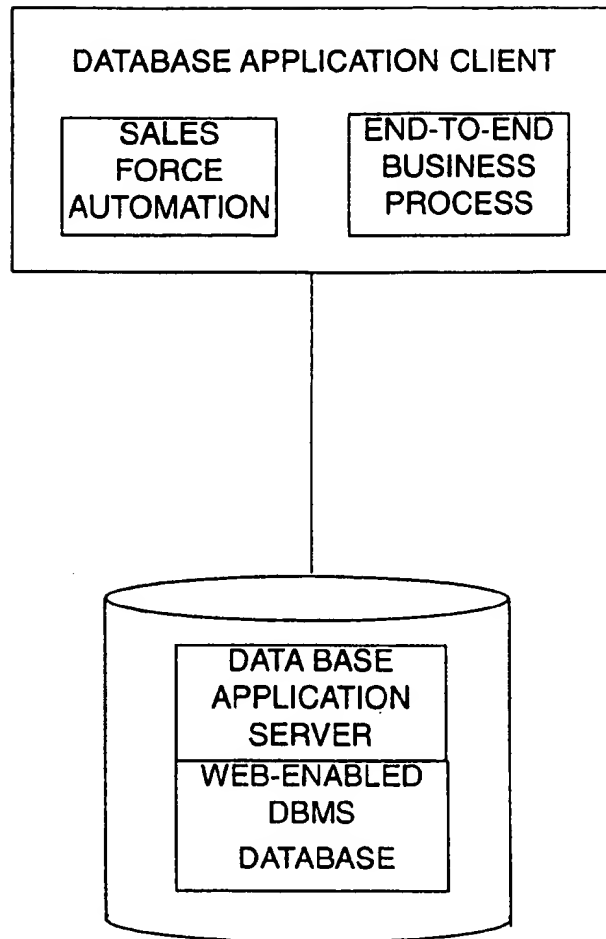 DATABASE APPLICATION CLIENT
SALES
FORCE
AUTOMATION
END-TO-END
BUSINESS
PROCESS
DATA BASE
APPLICATION
SERVER
WEB-ENABLED
DBMS
DATABASE